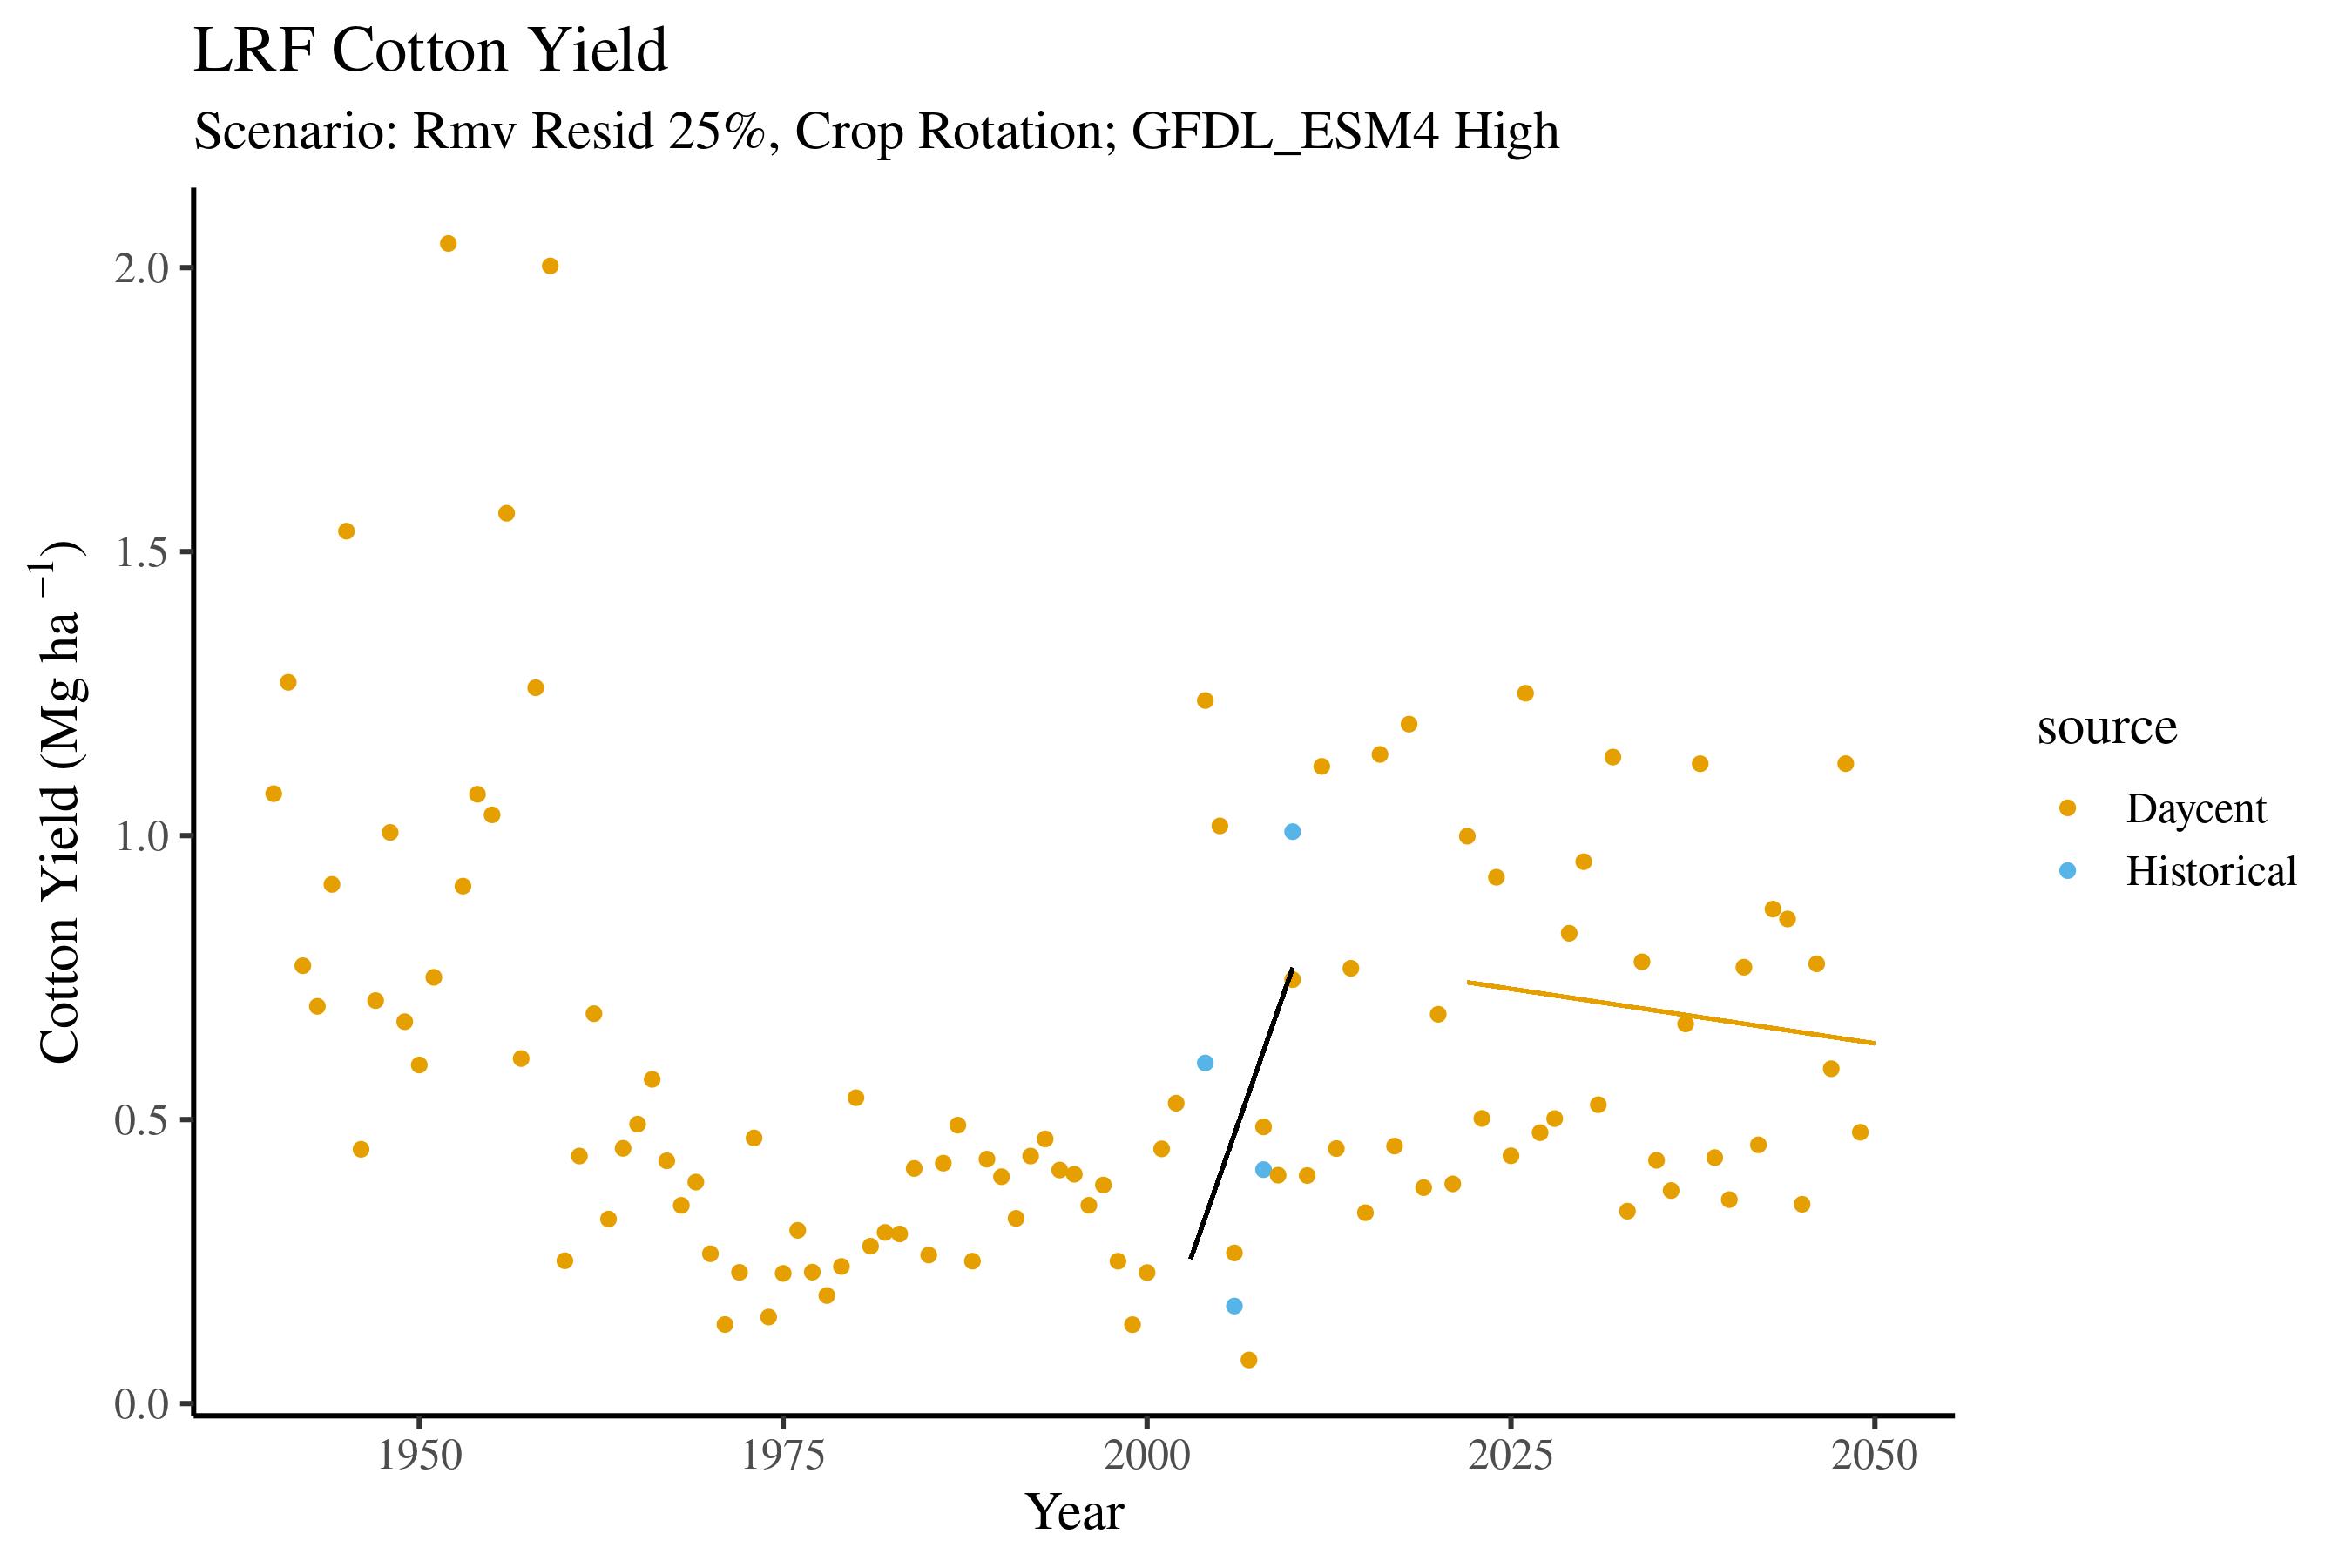 LRF Cotton Yield
Scenario: Rmv Resid 25%, Crop Rotation; GFDL_ESM4 High
Cotton Yield (Mg ha⁻¹)
2.0
1.5
1.0
0.5
0.0
1950 1975 2000 2025 2050
Year
source
Daycent
Historical